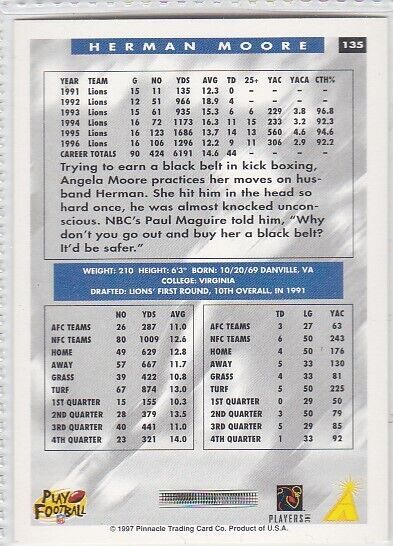 HERMAN MOORE 135
YEAR TEAM G NO YDS AVG TD 25+ YAC YACA CTH%
1991 Lions 15 11 135 12.3 0 - - - -
1992 Lions 12 51 966 18.9 4 - - - -
1993 Lions 15 61 935 15.3 6 6 229 3.8 96.8
1994 Lions 16 72 1173 16.3 11 15 233 3.2 92.3
1995 Lions 16 123 1686 13.7 14 13 560 4.6 94.6
1996 Lions 16 106 1296 12.2 9 11 306 2.9 92.2
CAREER TOTALS 90 424 6191 14.6 44 - - - -
Trying to earn a black belt in kick boxing,
Angela Moore practices her moves on hus-
band Herman. She hit him in the head so
hard once, he was almost knocked uncon-
scious. NBC's Paul Maguire told him, "Why
don't you go out and buy her a black belt?
It'd be safer."
WEIGHT: 210 HEIGHT: 6'3" BORN: 10/20/69 DANVILLE, VA
COLLEGE: VIRGINIA
DRAFTED: LIONS' FIRST ROUND, 10TH OVERALL, IN 1991
NO YDS AVG TD LG YAC
AFC TEAMS 26 287 11.0 AFC TEAMS 3 27 63
NFC TEAMS 80 1009 12.6 NFC TEAMS 6 50 243
HOME 49 629 12.8 HOME 4 50 176
AWAY 57 667 11.7 AWAY 5 33 130
GRASS 39 422 10.8 GRASS 4 33 81
TURF 67 874 13.0 TURF 5 50 225
1ST QUARTER 15 155 10.3 1ST QUARTER 0 29 50
2ND QUARTER 28 379 13.5 2ND QUARTER 3 50 79
3RD QUARTER 40 441 11.0 3RD QUARTER 5 29 85
4TH QUARTER 23 321 14.0 4TH QUARTER 1 33 92
PLAY
FOOTBALL
NFL
PLAYERS INC
© 1997 Pinnacle Trading Card Co. Product of U.S.A.